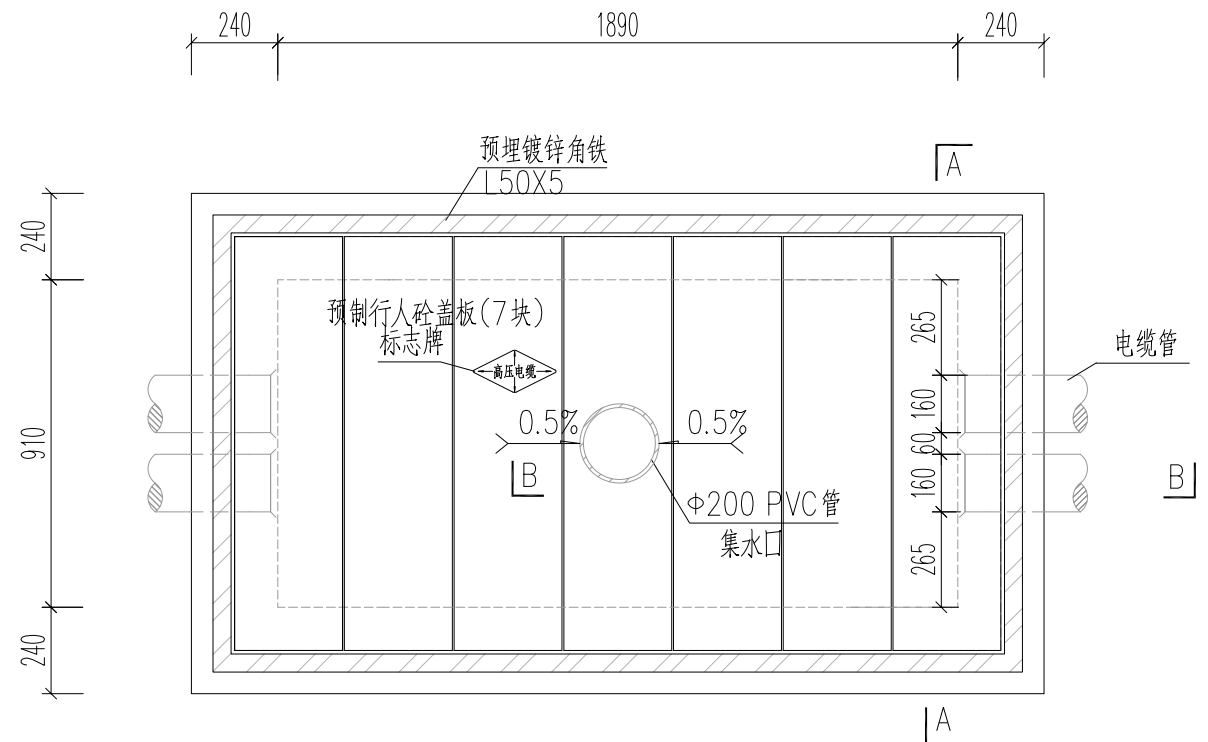 240
1890
240
预埋镀锌角铁
L50X5
A
240
265
预制行人砼盖板(7块)
标志牌
高压电缆
电缆管
160
0.5%
0.5%
60
910
B
B
160
Φ200 PVC管
集水口
265
240
A